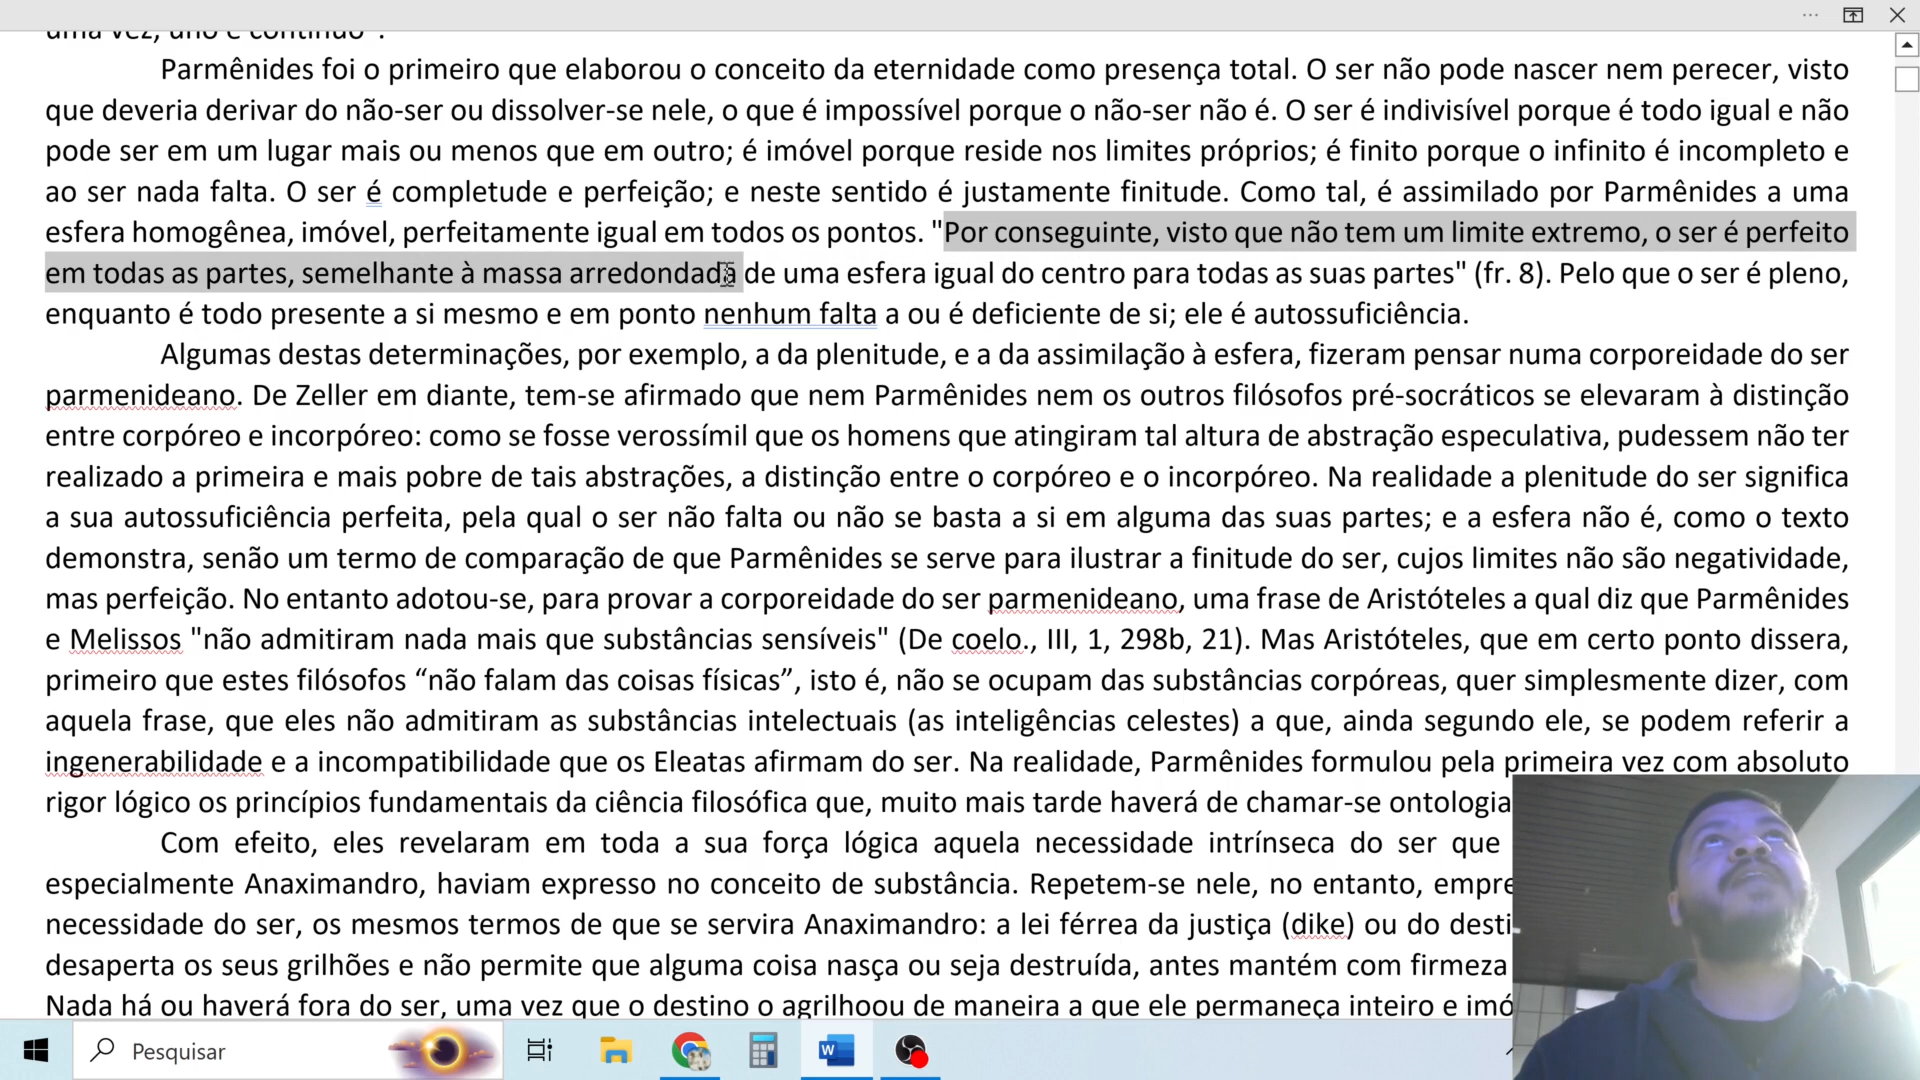 uma vez, uno e contínuo".
Parmênides foi o primeiro que elaborou o conceito da eternidade como presença total. O ser não pode nascer nem perecer, visto
que deveria derivar do não-ser ou dissolver-se nele, o que é impossível porque o não-ser não é. O ser é indivisível porque é todo igual e não
pode ser em um lugar mais ou menos que em outro; é imóvel porque reside nos limites próprios; é finito porque o infinito é incompleto e
ao ser nada falta. O ser é completude e perfeição; e neste sentido é justamente finitude. Como tal, é assimilado por Parmênides a uma
esfera homogênea, imóvel, perfeitamente igual em todos os pontos. "Por conseguinte, visto que não tem um limite extremo, o ser é perfeito
em todas as partes, semelhante à massa arredondada de uma esfera igual do centro para todas as suas partes" (fr. 8). Pelo que o ser é pleno,
enquanto é todo presente a si mesmo e em ponto nenhum falta a ou é deficiente de si; ele é autossuficiência.
Algumas destas determinações, por exemplo, a da plenitude, e a da assimilação à esfera, fizeram pensar numa corporeidade do ser
parmenideano. De Zeller em diante, tem-se afirmado que nem Parmênides nem os outros filósofos pré-socráticos se elevaram à distinção
entre corpóreo e incorpóreo: como se fosse verossímil que os homens que atingiram tal altura de abstração especulativa, pudessem não ter
realizado a primeira e mais pobre de tais abstrações, a distinção entre o corpóreo e o incorpóreo. Na realidade a plenitude do ser significa
a sua autossuficiência perfeita, pela qual o ser não falta ou não se basta a si em alguma das suas partes; e a esfera não é, como o texto
demonstra, senão um termo de comparação de que Parmênides se serve para ilustrar a finitude do ser, cujos limites não são negatividade,
mas perfeição. No entanto adotou-se, para provar a corporeidade do ser parmenideano, uma frase de Aristóteles a qual diz que Parmênides
e Melissos "não admitiram nada mais que substâncias sensíveis" (De coelo., III, 1, 298b, 21). Mas Aristóteles, que em certo ponto dissera,
primeiro que estes filósofos “não falam das coisas físicas”, isto é, não se ocupam das substâncias corpóreas, quer simplesmente dizer, com
aquela frase, que eles não admitiram as substâncias intelectuais (as inteligências celestes) a que, ainda segundo ele, se podem referir a
ingenerabilidade e a incompatibilidade que os Eleatas afirmam do ser. Na realidade, Parmênides formulou pela primeira vez com absoluto
rigor lógico os princípios fundamentais da ciência filosófica que, muito mais tarde haverá de chamar-se ontologia
Com efeito, eles revelaram em toda a sua força lógica aquela necessidade intrínseca do ser que
especialmente Anaximandro, haviam expresso no conceito de substância. Repetem-se nele, no entanto, empre
necessidade do ser, os mesmos termos de que se servira Anaximandro: a lei férrea da justiça (dike) ou do desti
desaperta os seus grilhões e não permite que alguma coisa nasça ou seja destruída, antes mantém com firmeza
Nada há ou haverá fora do ser, uma vez que o destino o agrilhoou de maneira a que ele permaneça inteiro e imó
Pesquisar